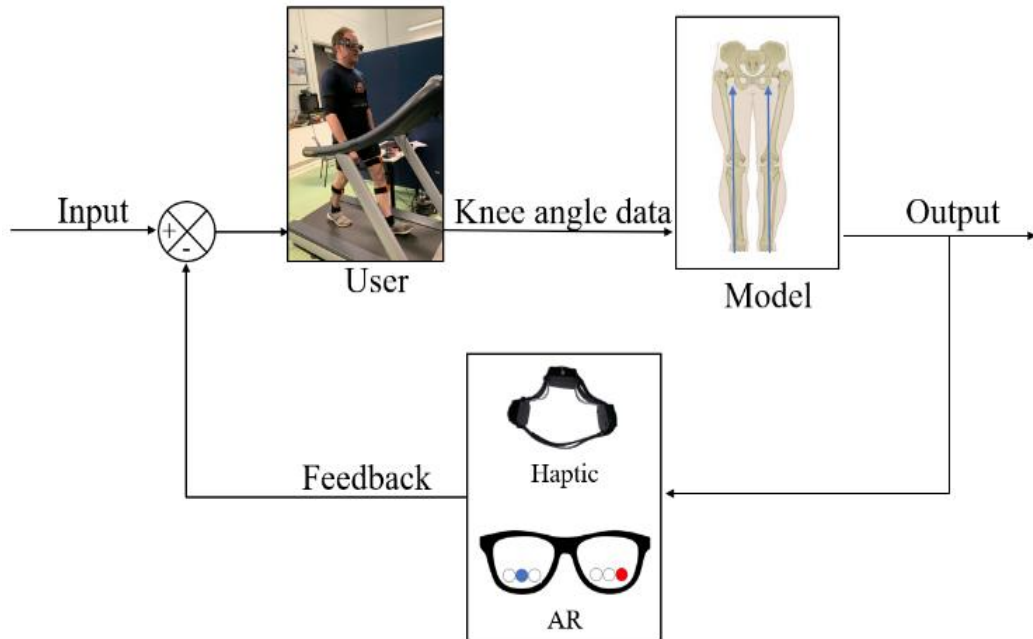 Input
+
-
User
Knee angle data
Model
Output
Feedback
Haptic
AR